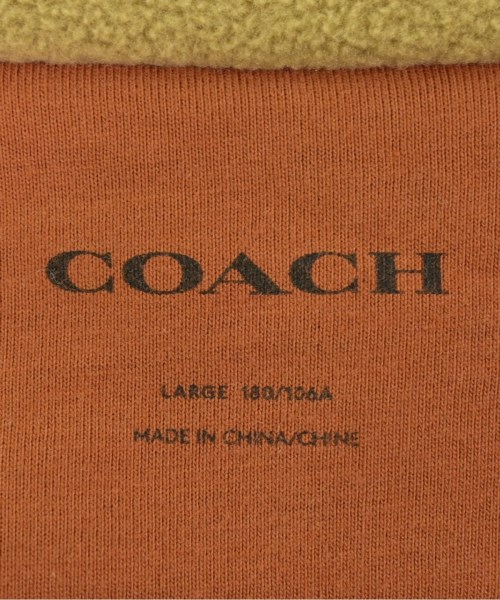 COACH
LARGE 180/106A
MADE IN CHINA/CHINE